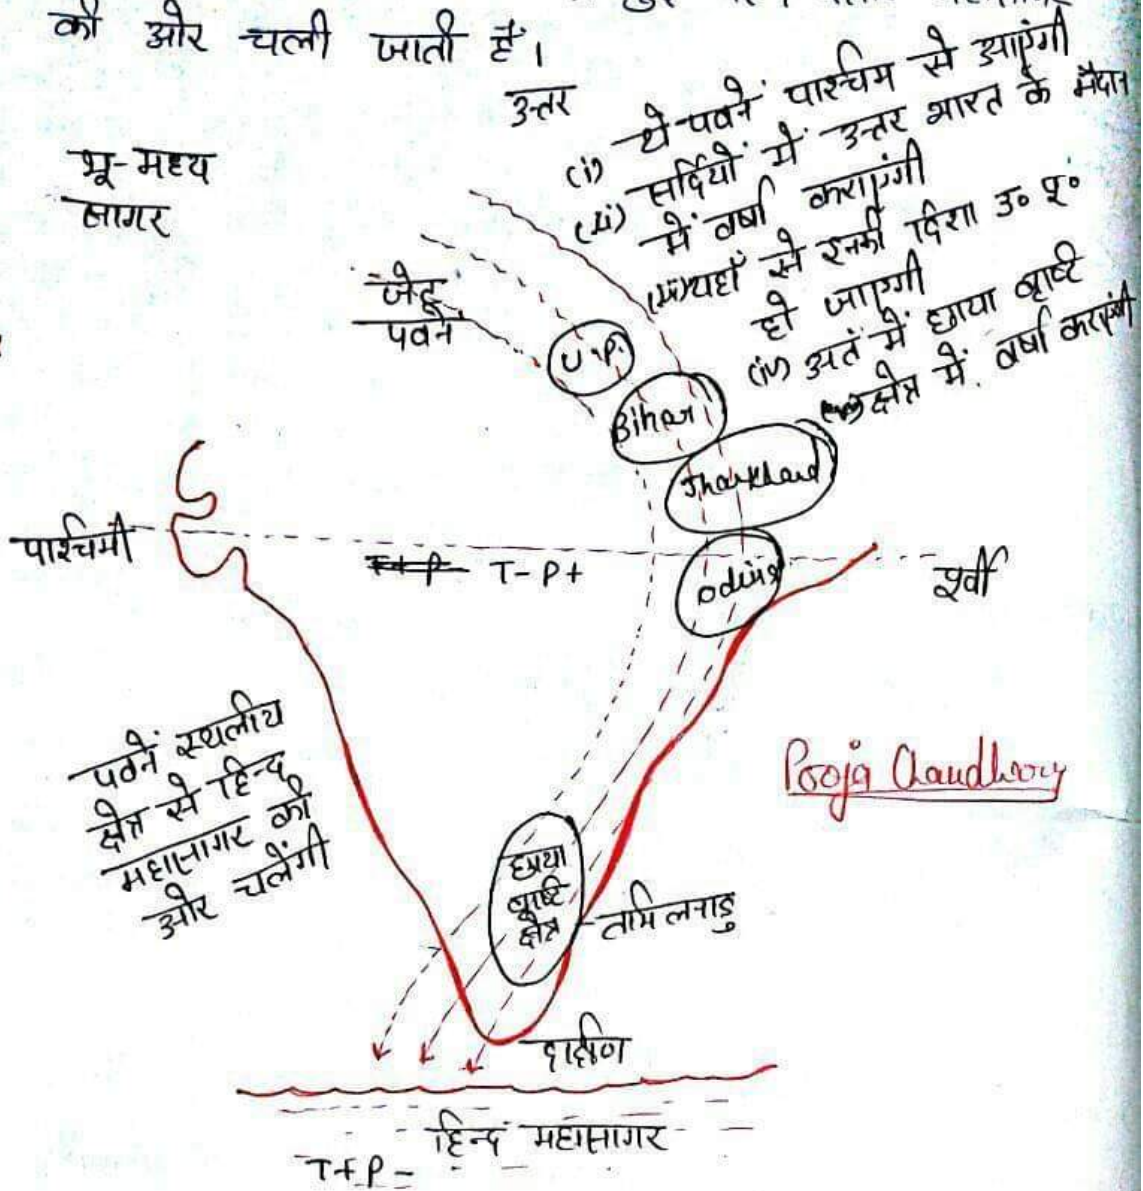 की ओर चली जाती है।
उत्तर
भू-मध्य
सागर
(i) ये पवनें पश्चिम से आएंगी
(ii) सर्दियों में उत्तर भारत के मैदान
में वर्षा कराएंगी
(iii) यहाँ से इनकी दिशा उ० पू०
हो जाएगी
(iv) अतं में छाया वृष्टि
क्षेत्र में वर्षा कराएंगी
जेट
पवनें
U.P.
Bihar
Jharkhand
Odisha
पश्चिमी
T+P- T-P+
पूर्वी
पवनें स्थलीय
क्षेत्र से हिन्द
महासागर की
ओर चलेंगी
Pooja Chaudhary
छाया
वृष्टि
क्षेत्र
तामिलनाडु
दक्षिण
हिन्द महासागर
T+P-